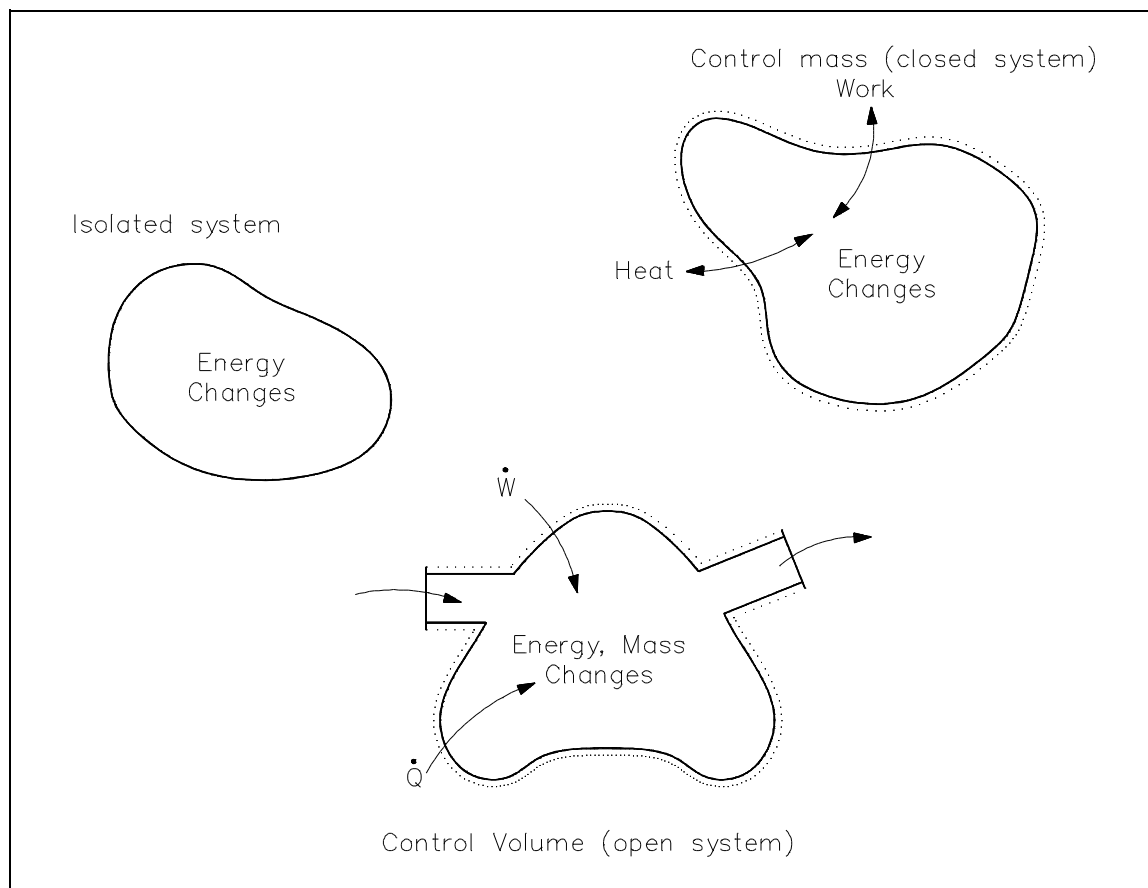 Control mass (closed system)
Work
Isolated system
Heat
Energy
Changes
Energy
Changes
Ẇ
Energy, Mass
Changes
Q̇
Control Volume (open system)